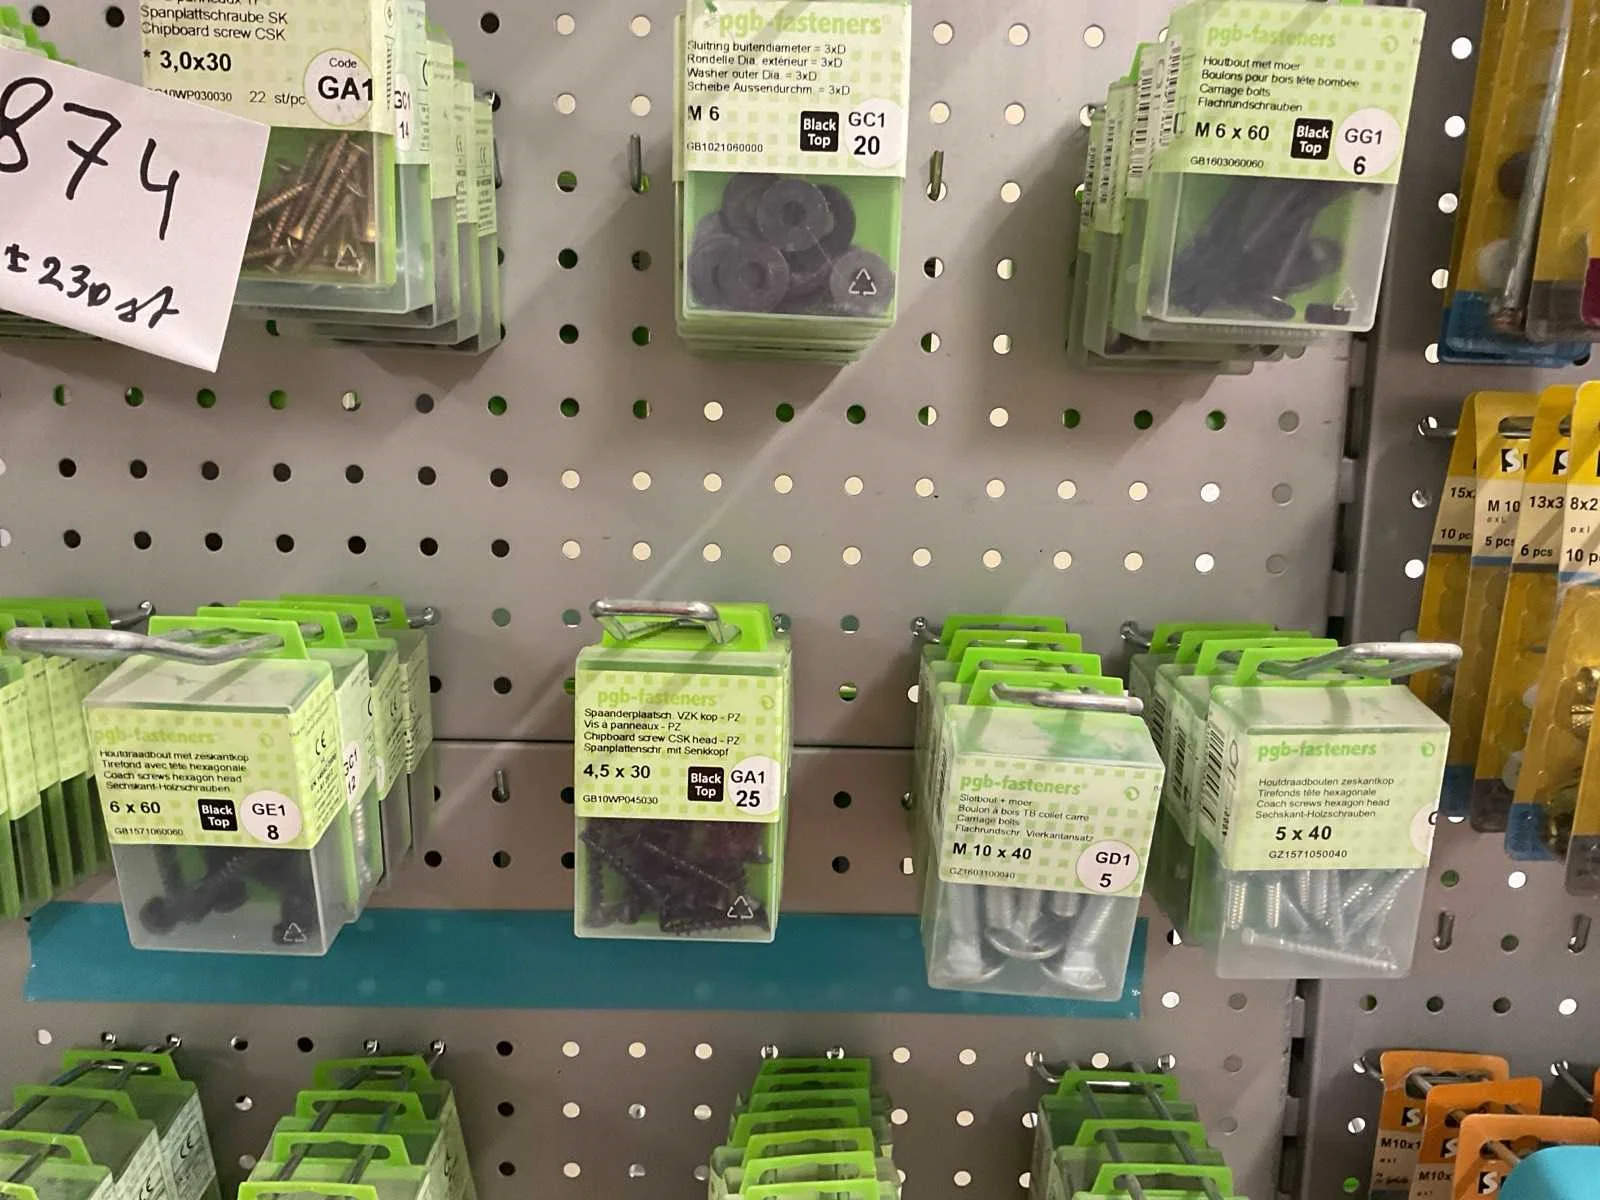 Spanplattschraube SK
Chipboard screw CSK
* 3,0x30
22 st/pc
Code
GA1
GC1
14
874
± 230 st
pgb-fasteners
Sluitring buitendiameter = 3xD
Rondelle Dia. extérieur = 3xD
Washer outer Dia. = 3xD
Scheibe Aussendurchm. = 3xD
M 6
Black
Top
GC1
20
GB1021060000
pgb-fasteners
Houtbout met moer
Boulons pour bois tête bombée
Carriage bolts
Flachrundschrauben
M 6 x 60
Black
Top
GG1
6
GB1603060060
M 10
5 pcs
13x3
6 pcs
10 pc
pgb-fasteners
Houtdraadbout met zeskantkop
Tirefond avec tête hexagonale
Coach screws hexagon head
Sechskant-Holzschrauben
6 x 60
Black
Top
GE1
8
GB1571060060
GC1
12
pgb-fasteners
Spaanderplaatsch. VZK kop - PZ
Vis à panneaux - PZ
Chipboard screw CSK head - PZ
Spanplattenschr. mit Senkkopf
4,5 x 30
Black
Top
GA1
25
GB10WP045030
pgb-fasteners
Slotbout + moer
Boulon à bois TB collet carré
Carriage bolts
Flachrundschr. Vierkantansatz
M 10 x 40
GD1
5
GZ1603100040
pgb-fasteners
Houtdraadbouten zeskantkop
Tirefonds tête hexagonale
Coach screws hexagon head
Sechskant-Holzschrauben
5 x 40
GZ1571050040